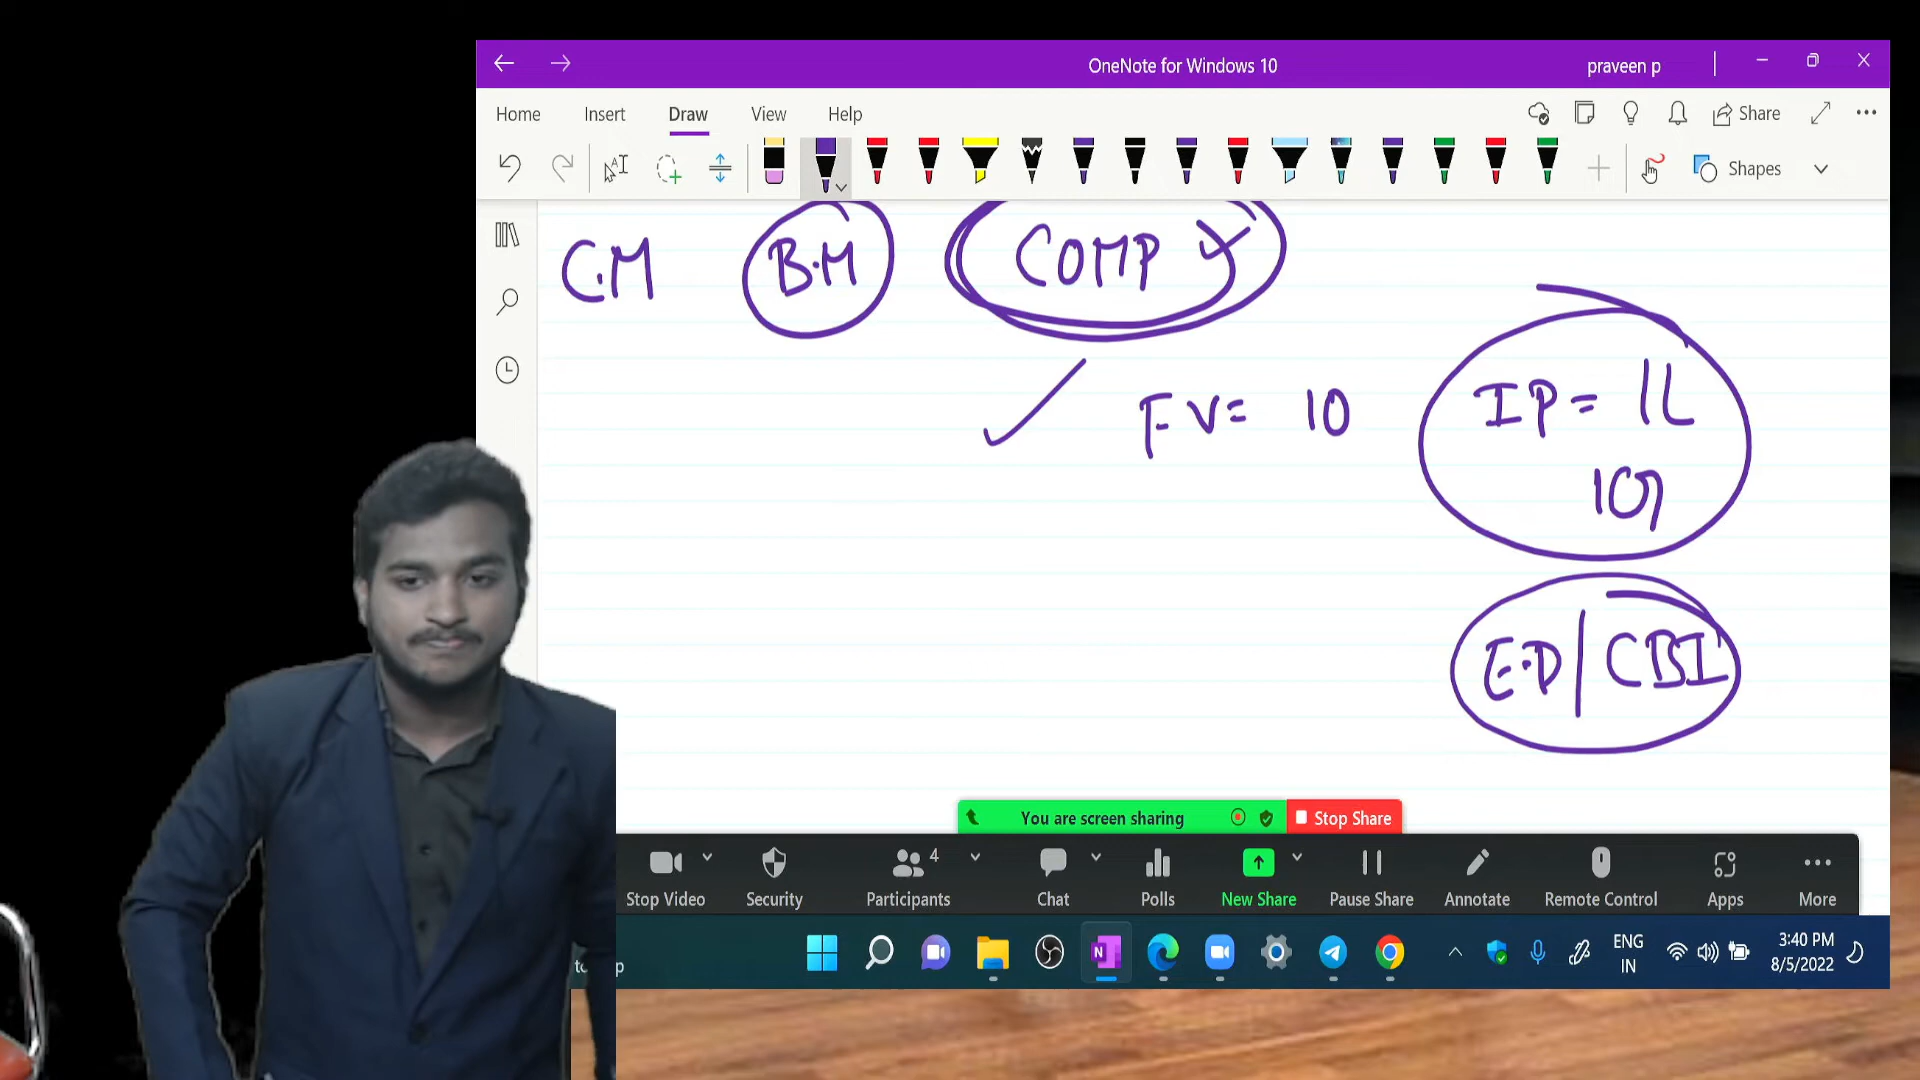 OneNote for Windows 10
praveen p
Home Insert Draw View Help
Share
Shapes
C.M B.M COMP Y
FV= 10
IP= 1L
E.D | CBI
You are screen sharing
Stop Share
4
Stop Video Security Participants Chat Polls New Share Pause Share Annotate Remote Control Apps More
ENG
IN
3:40 PM
8/5/2022